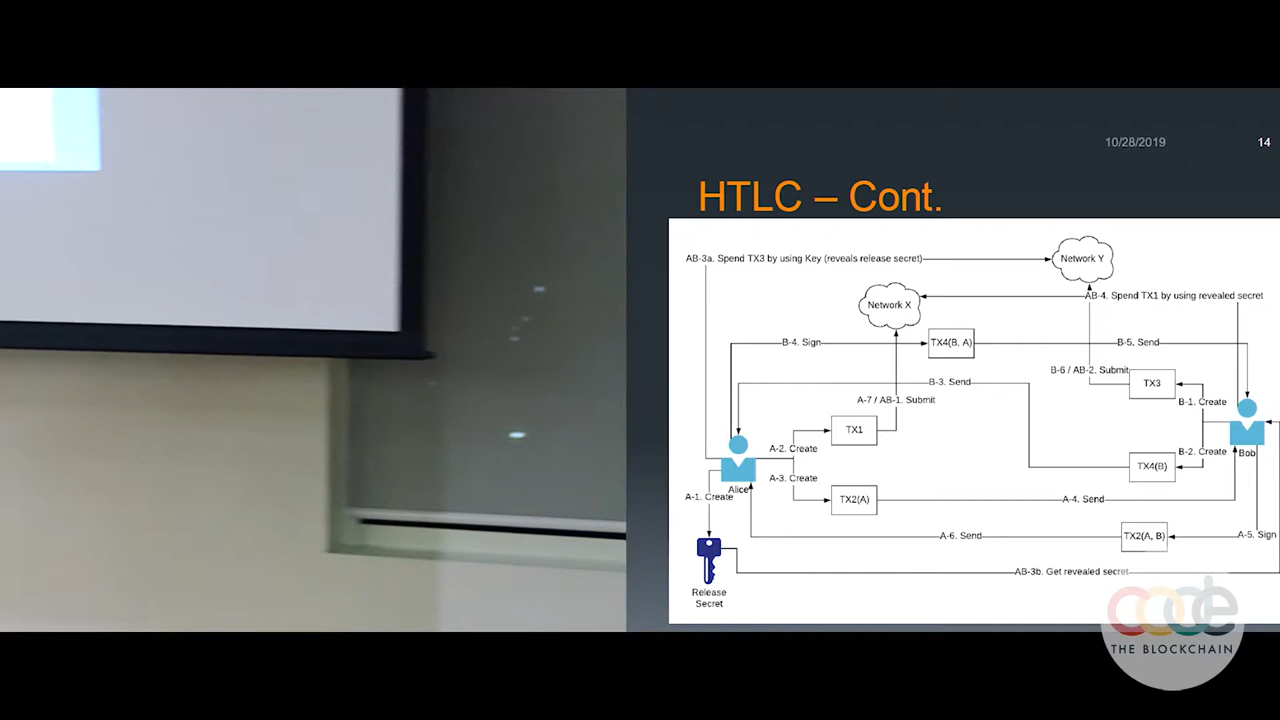 10/28/2019
14
HTLC – Cont.
AB-3a. Spend TX3 by using Key (reveals release secret)
Network Y
AB-4. Spend TX1 by using revealed secret
Network X
B-4. Sign
TX4(B, A)
B-5. Send
B-6 / AB-2. Submit
TX3
B-3. Send
A-7 / AB-1. Submit
B-1. Create
TX1
A-2. Create
B-2. Create
Bob
TX4(B)
A-3. Create
Alice
A-1. Create
TX2(A)
A-4. Send
A-6. Send
TX2(A, B)
A-5. Sign
AB-3b. Get revealed secret
Release
Secret
code
THE BLOCKCHAIN